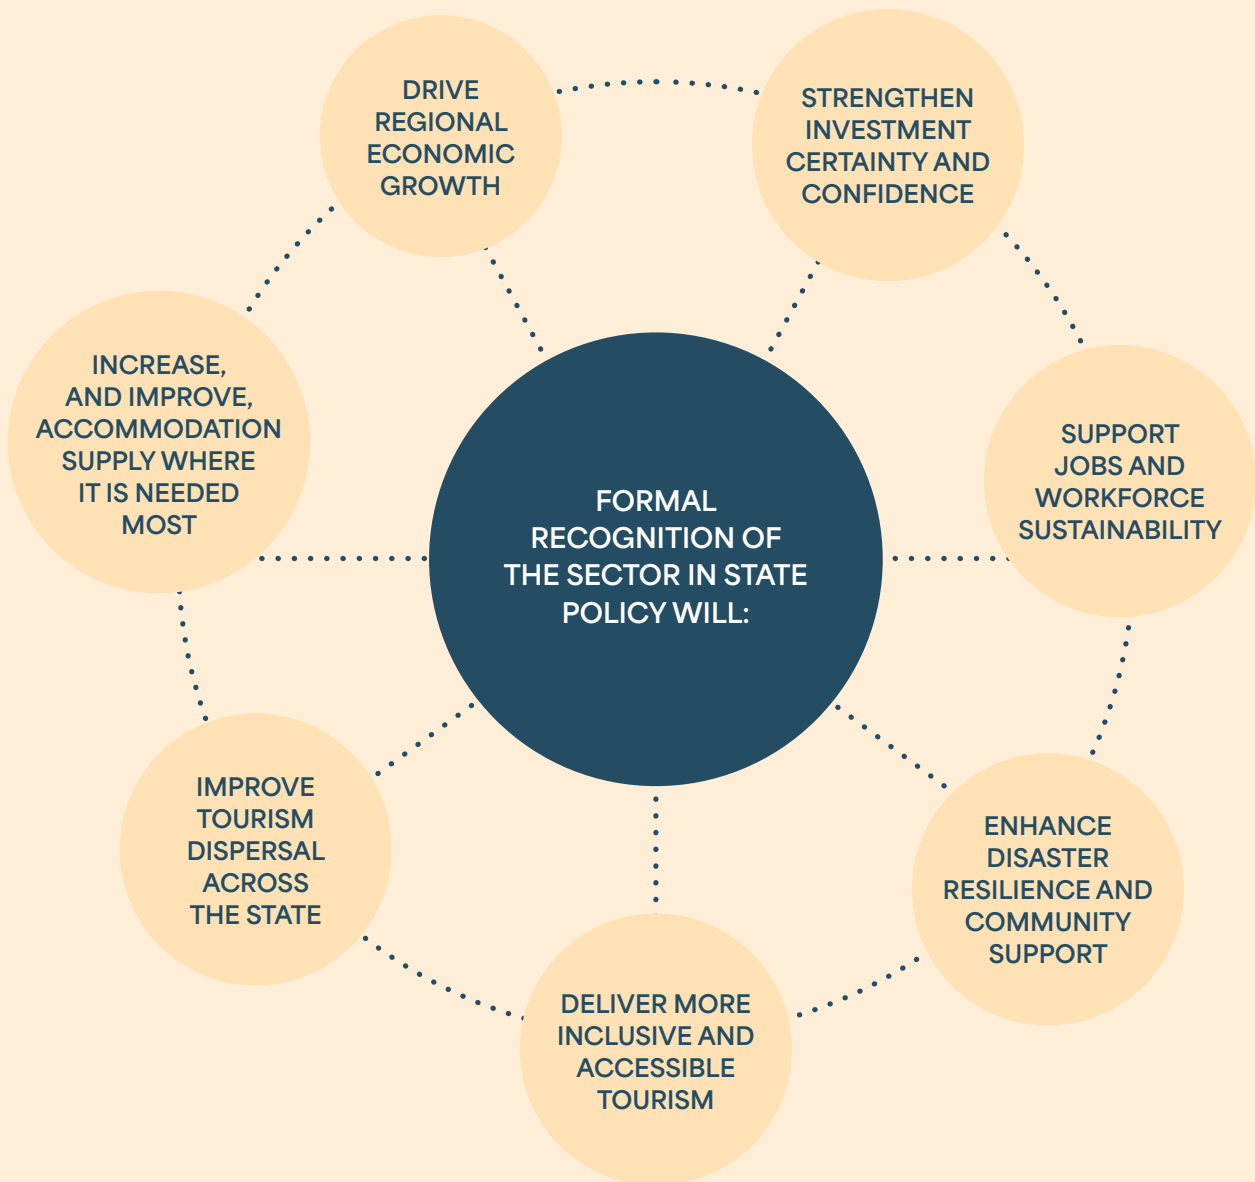 DRIVE
REGIONAL
ECONOMIC
GROWTH
STRENGTHEN
INVESTMENT
CERTAINTY AND
CONFIDENCE
INCREASE,
AND IMPROVE,
ACCOMMODATION
SUPPLY WHERE
IT IS NEEDED
MOST
SUPPORT
JOBS AND
WORKFORCE
SUSTAINABILITY
FORMAL
RECOGNITION OF
THE SECTOR IN STATE
POLICY WILL:
IMPROVE
TOURISM
DISPERSAL
ACROSS
THE STATE
ENHANCE
DISASTER
RESILIENCE AND
COMMUNITY
SUPPORT
DELIVER MORE
INCLUSIVE AND
ACCESSIBLE
TOURISM